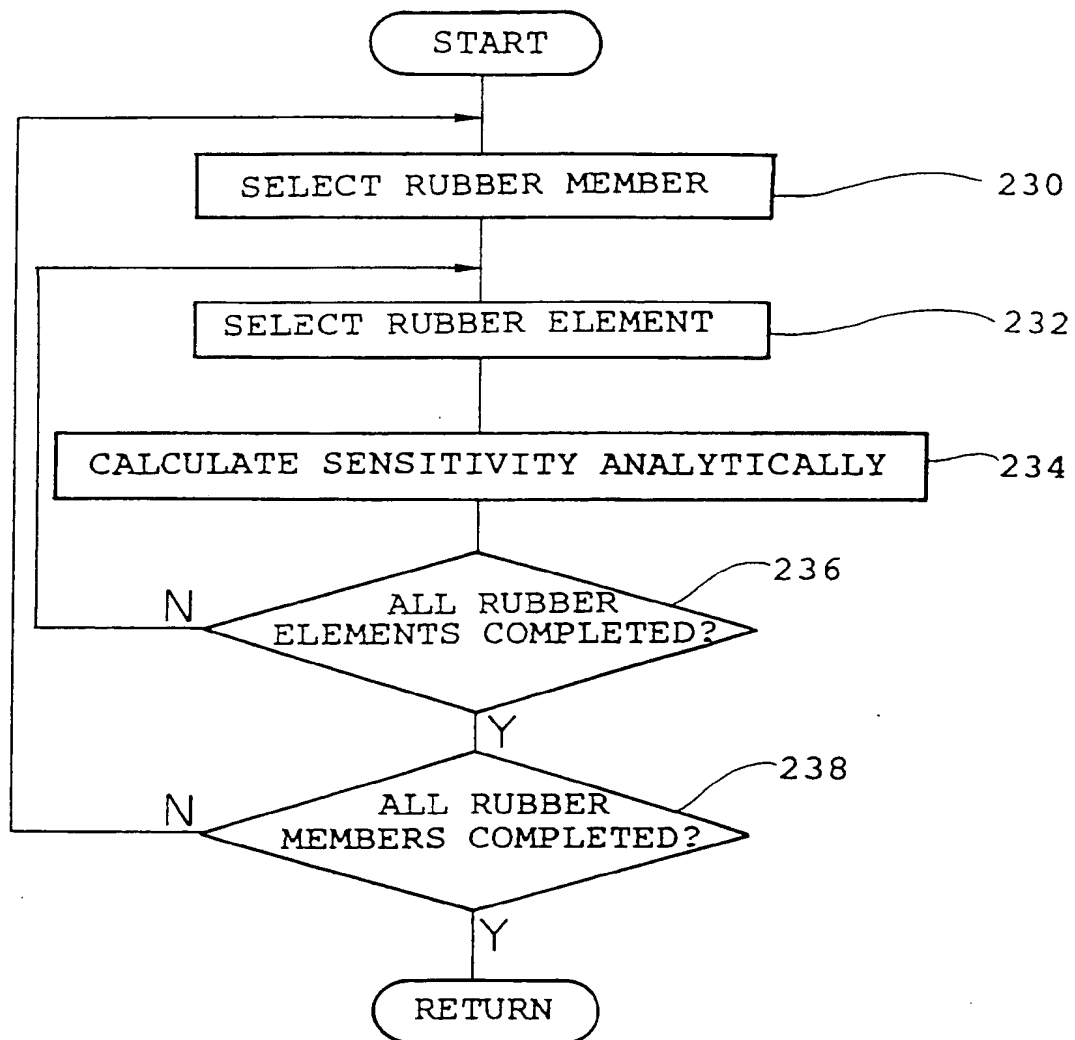 START
SELECT RUBBER MEMBER
230
SELECT RUBBER ELEMENT
232
CALCULATE SENSITIVITY ANALYTICALLY
234
236
ALL RUBBER
ELEMENTS COMPLETED?
N
Y
238
ALL RUBBER
MEMBERS COMPLETED?
N
Y
RETURN